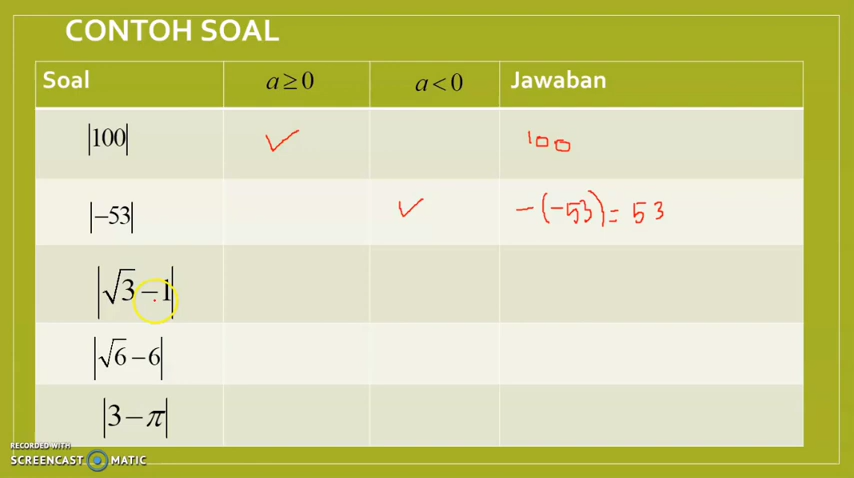 CONTOH SOAL
Soal a ≥ 0 a < 0 Jawaban
|100| ✓ 100
|−53| ✓ −(−53) = 53
|√3 − 1|
|√6 − 6|
|3 − π|
RECORDED WITH
SCREENCAST MATIC